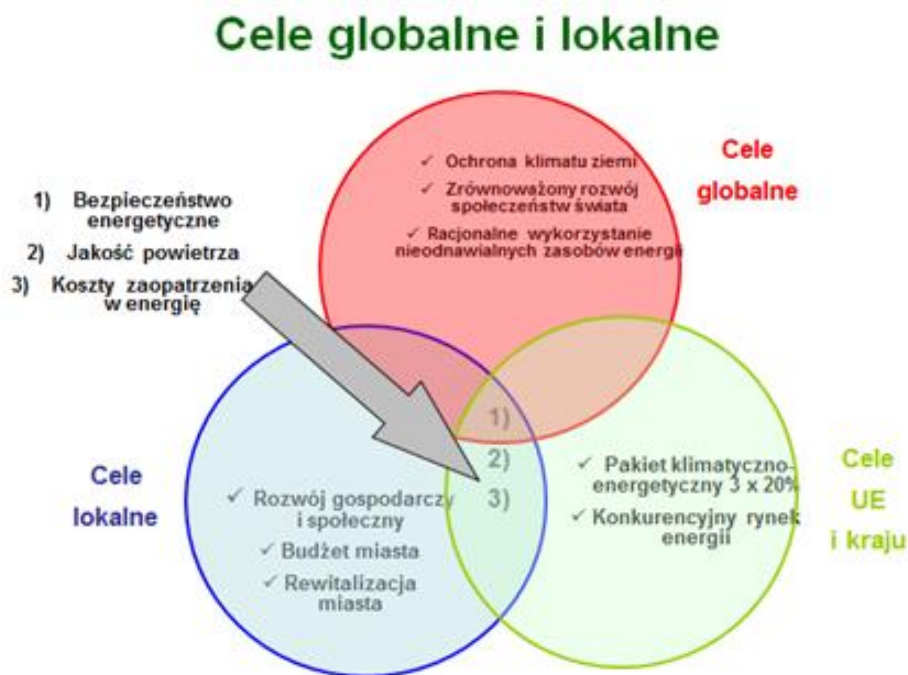 Cele globalne i lokalne
✓ Ochrona klimatu ziemi
✓ Zrównoważony rozwój
społeczeństw świata
✓ Racjonalne wykorzystanie
nieodnawialnych zasobów energii
Cele
globalne
1) Bezpieczeństwo
energetyczne
2) Jakość powietrza
3) Koszty zaopatrzenia
w energię
1)
2)
3)
Cele
lokalne
✓ Rozwój gospodarczy
i społeczny
✓ Budżet miasta
✓ Rewitalizacja
miasta
✓ Pakiet klimatyczno-
energetyczny 3 x 20%
✓ Konkurencyjny rynek
energii
Cele
UE
i kraju